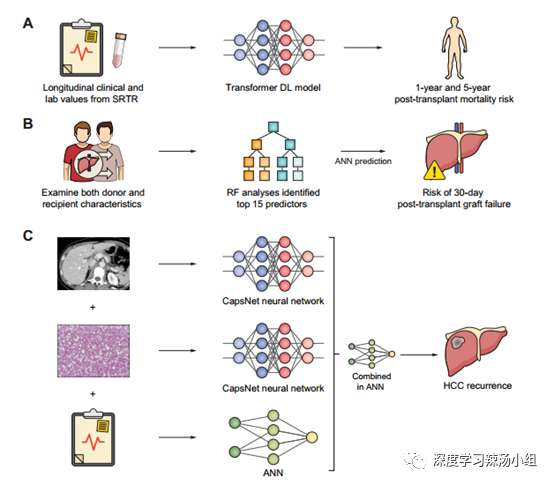 A
Longitudinal clinical and
lab values from SRTR
Transformer DL model
1-year and 5-year
post-transplant mortality risk
B
Examine both donor and
recipient characteristics
RF analyses identified
top 15 predictors
ANN prediction
Risk of 30-day
post-transplant graft failure
C
+
+
CapsNet neural network
CapsNet neural network
ANN
Combined
in ANN
HCC recurrence
深度学习辣汤小组